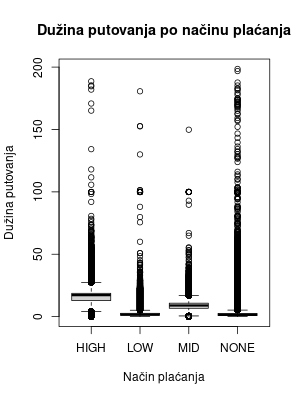 Dužina putovanja po načinu plaćanja
Dužina putovanja
200
150
100
50
0
HIGH LOW MID NONE
Način plaćanja